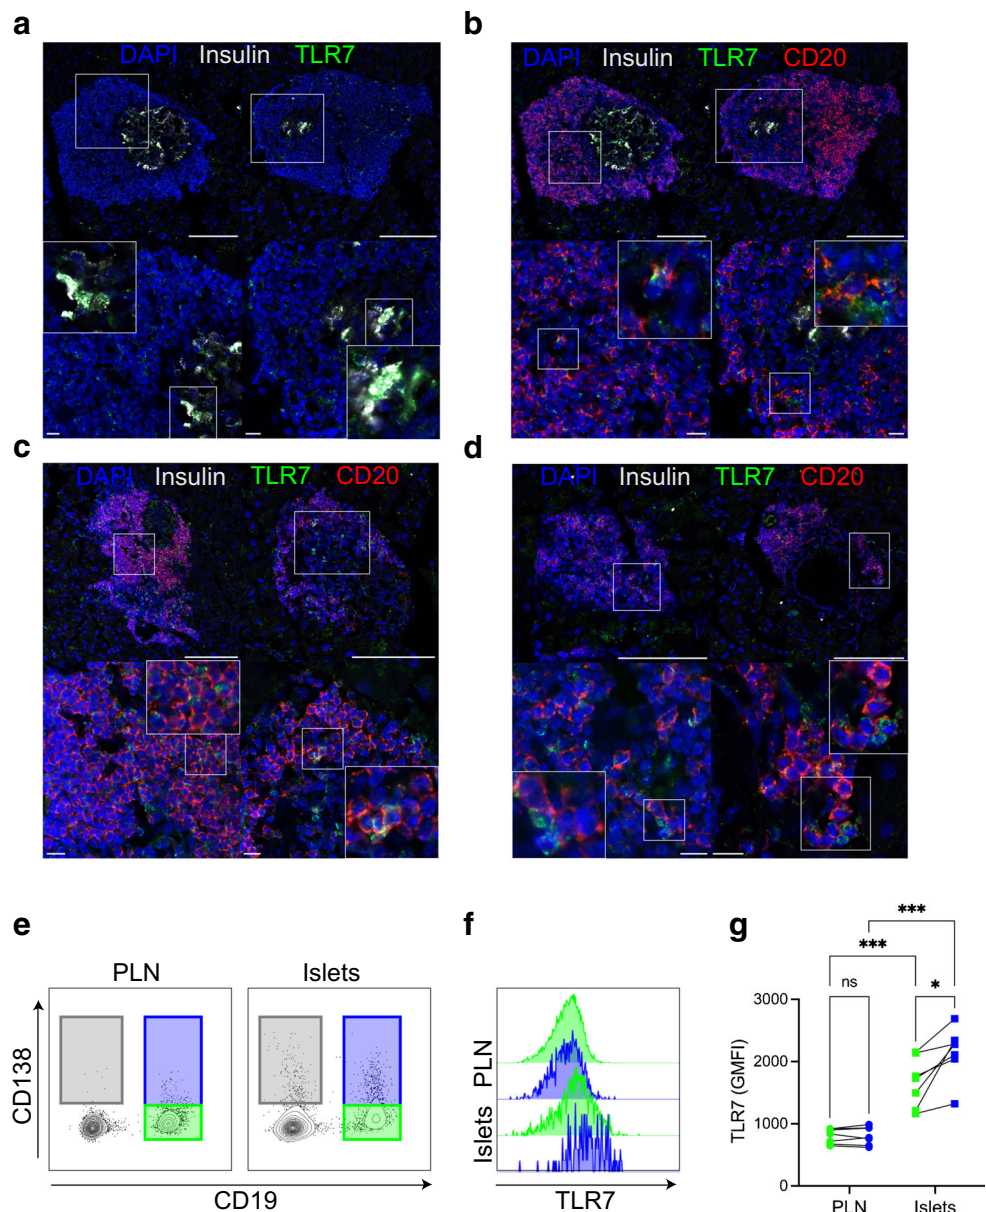 a
DAPI Insulin TLR7
b
DAPI Insulin TLR7 CD20
c
DAPI Insulin TLR7 CD20
d
DAPI Insulin TLR7 CD20
e
PLN Islets
CD138
CD19
f
PLN
Islets
TLR7
g
***
***
ns
*
3000
2000
1000
0
TLR7 (GMFI)
PLN Islets